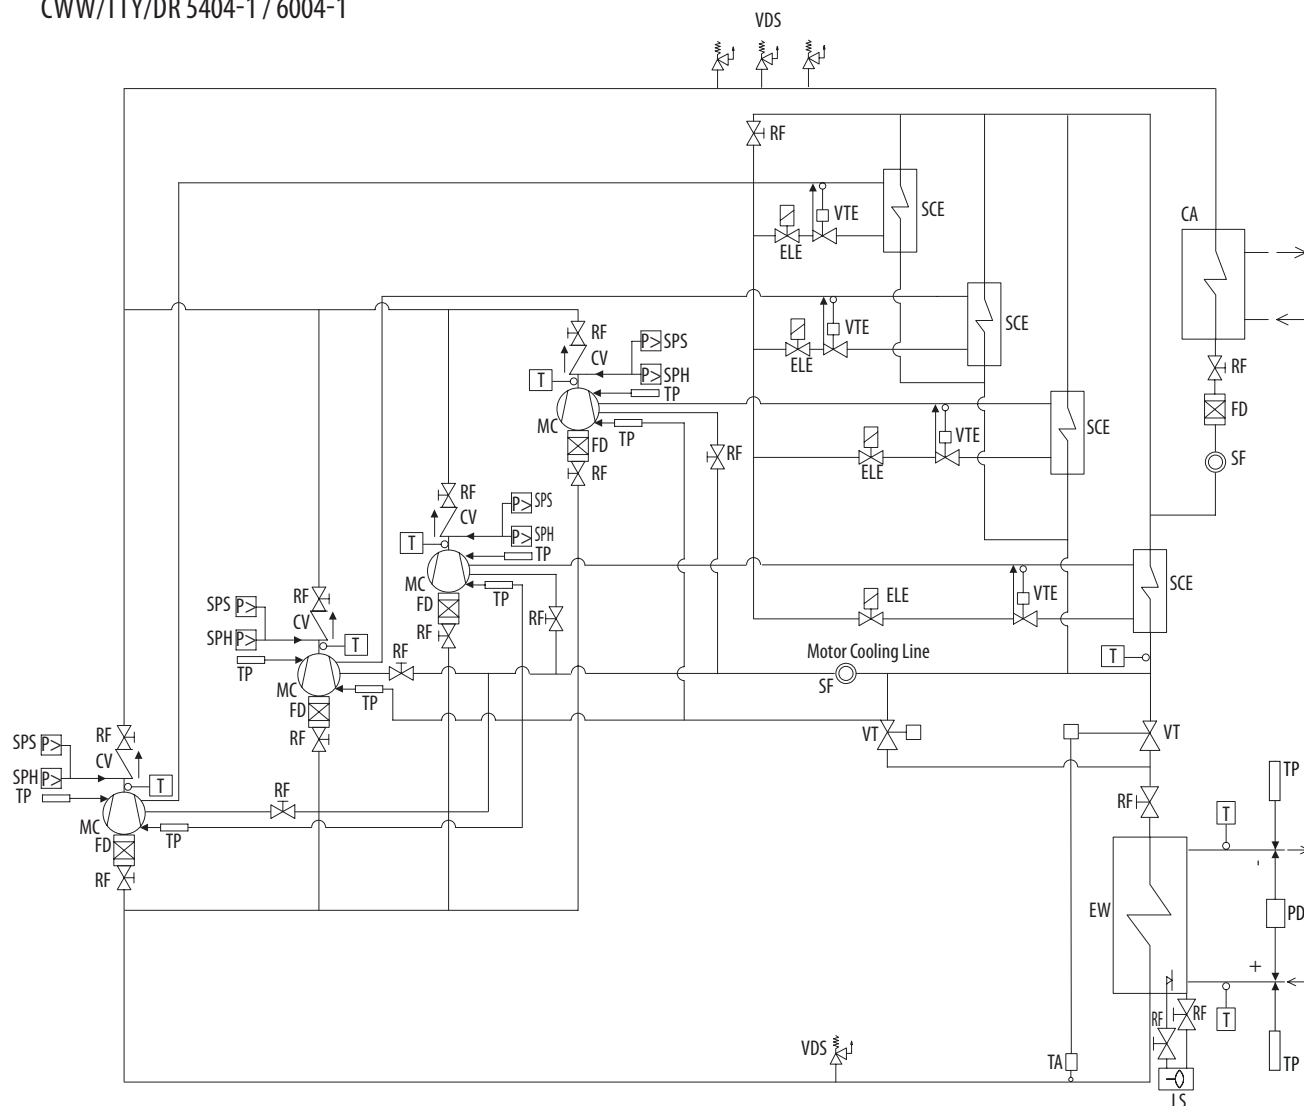 CWW/TTY/DR 5404-1 / 6004-1
VDS
RF
SCE
VTE
ELE
CA
RF
SPS
VTE
SCE
CV
ELE
P> SPS
P> SPH
T
TP
RF
FD
MC
TP
FD
RF
VTE
SCE
RF
SF
ELE
RF
P> SPS
CV
P> SPH
T
TP
MC
FD
TP
ELE
VTE
SCE
RF
SPS P>
CV
RF
RF
SPH P>
T
RF
Motor Cooling Line
T
TP
MC
SF
FD
TP
RF
SPS P>
RF
VT
VT
CV
SPH P>
T
TP
RF
RF
TP
MC
T
FD
TP
RF
-
EW
PD
+
RF
RF
T
VDS
TA
TP
LS